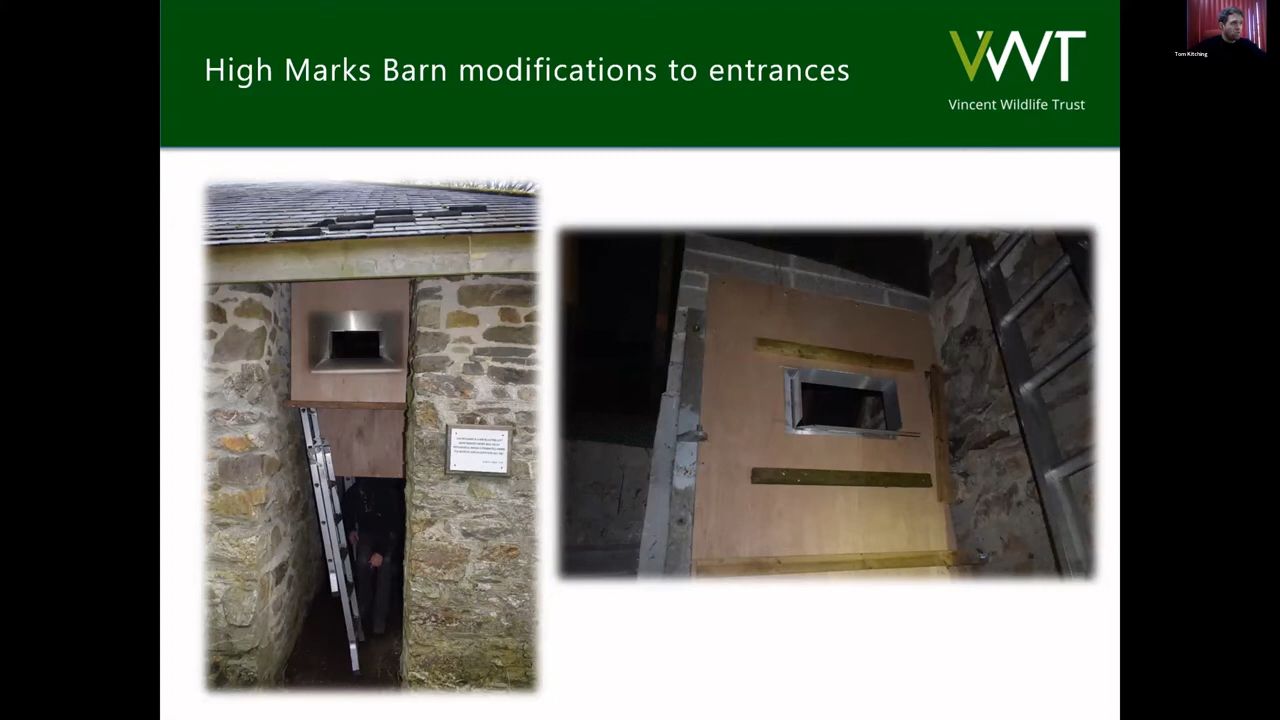 High Marks Barn modifications to entrances
VWT
Vincent Wildlife Trust
Tom Kitching